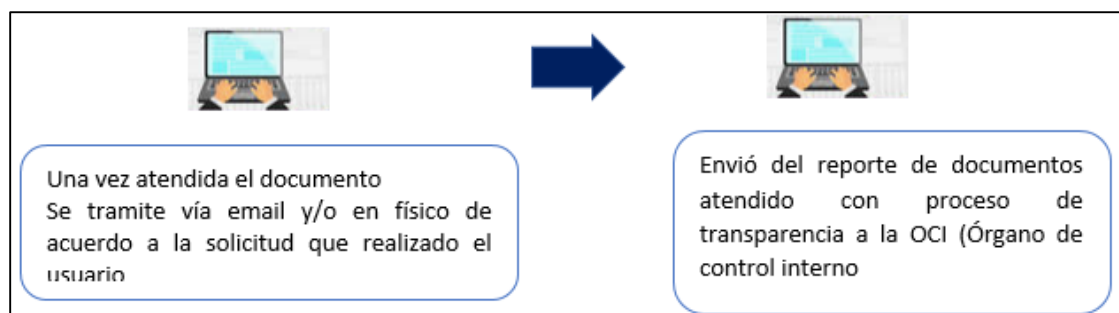 Una vez atendida el documento
Se tramite vía email y/o en físico de
acuerdo a la solicitud que realizado el
usuario
Envió del reporte de documentos
atendido con proceso de
transparencia a la OCI (Órgano de
control interno